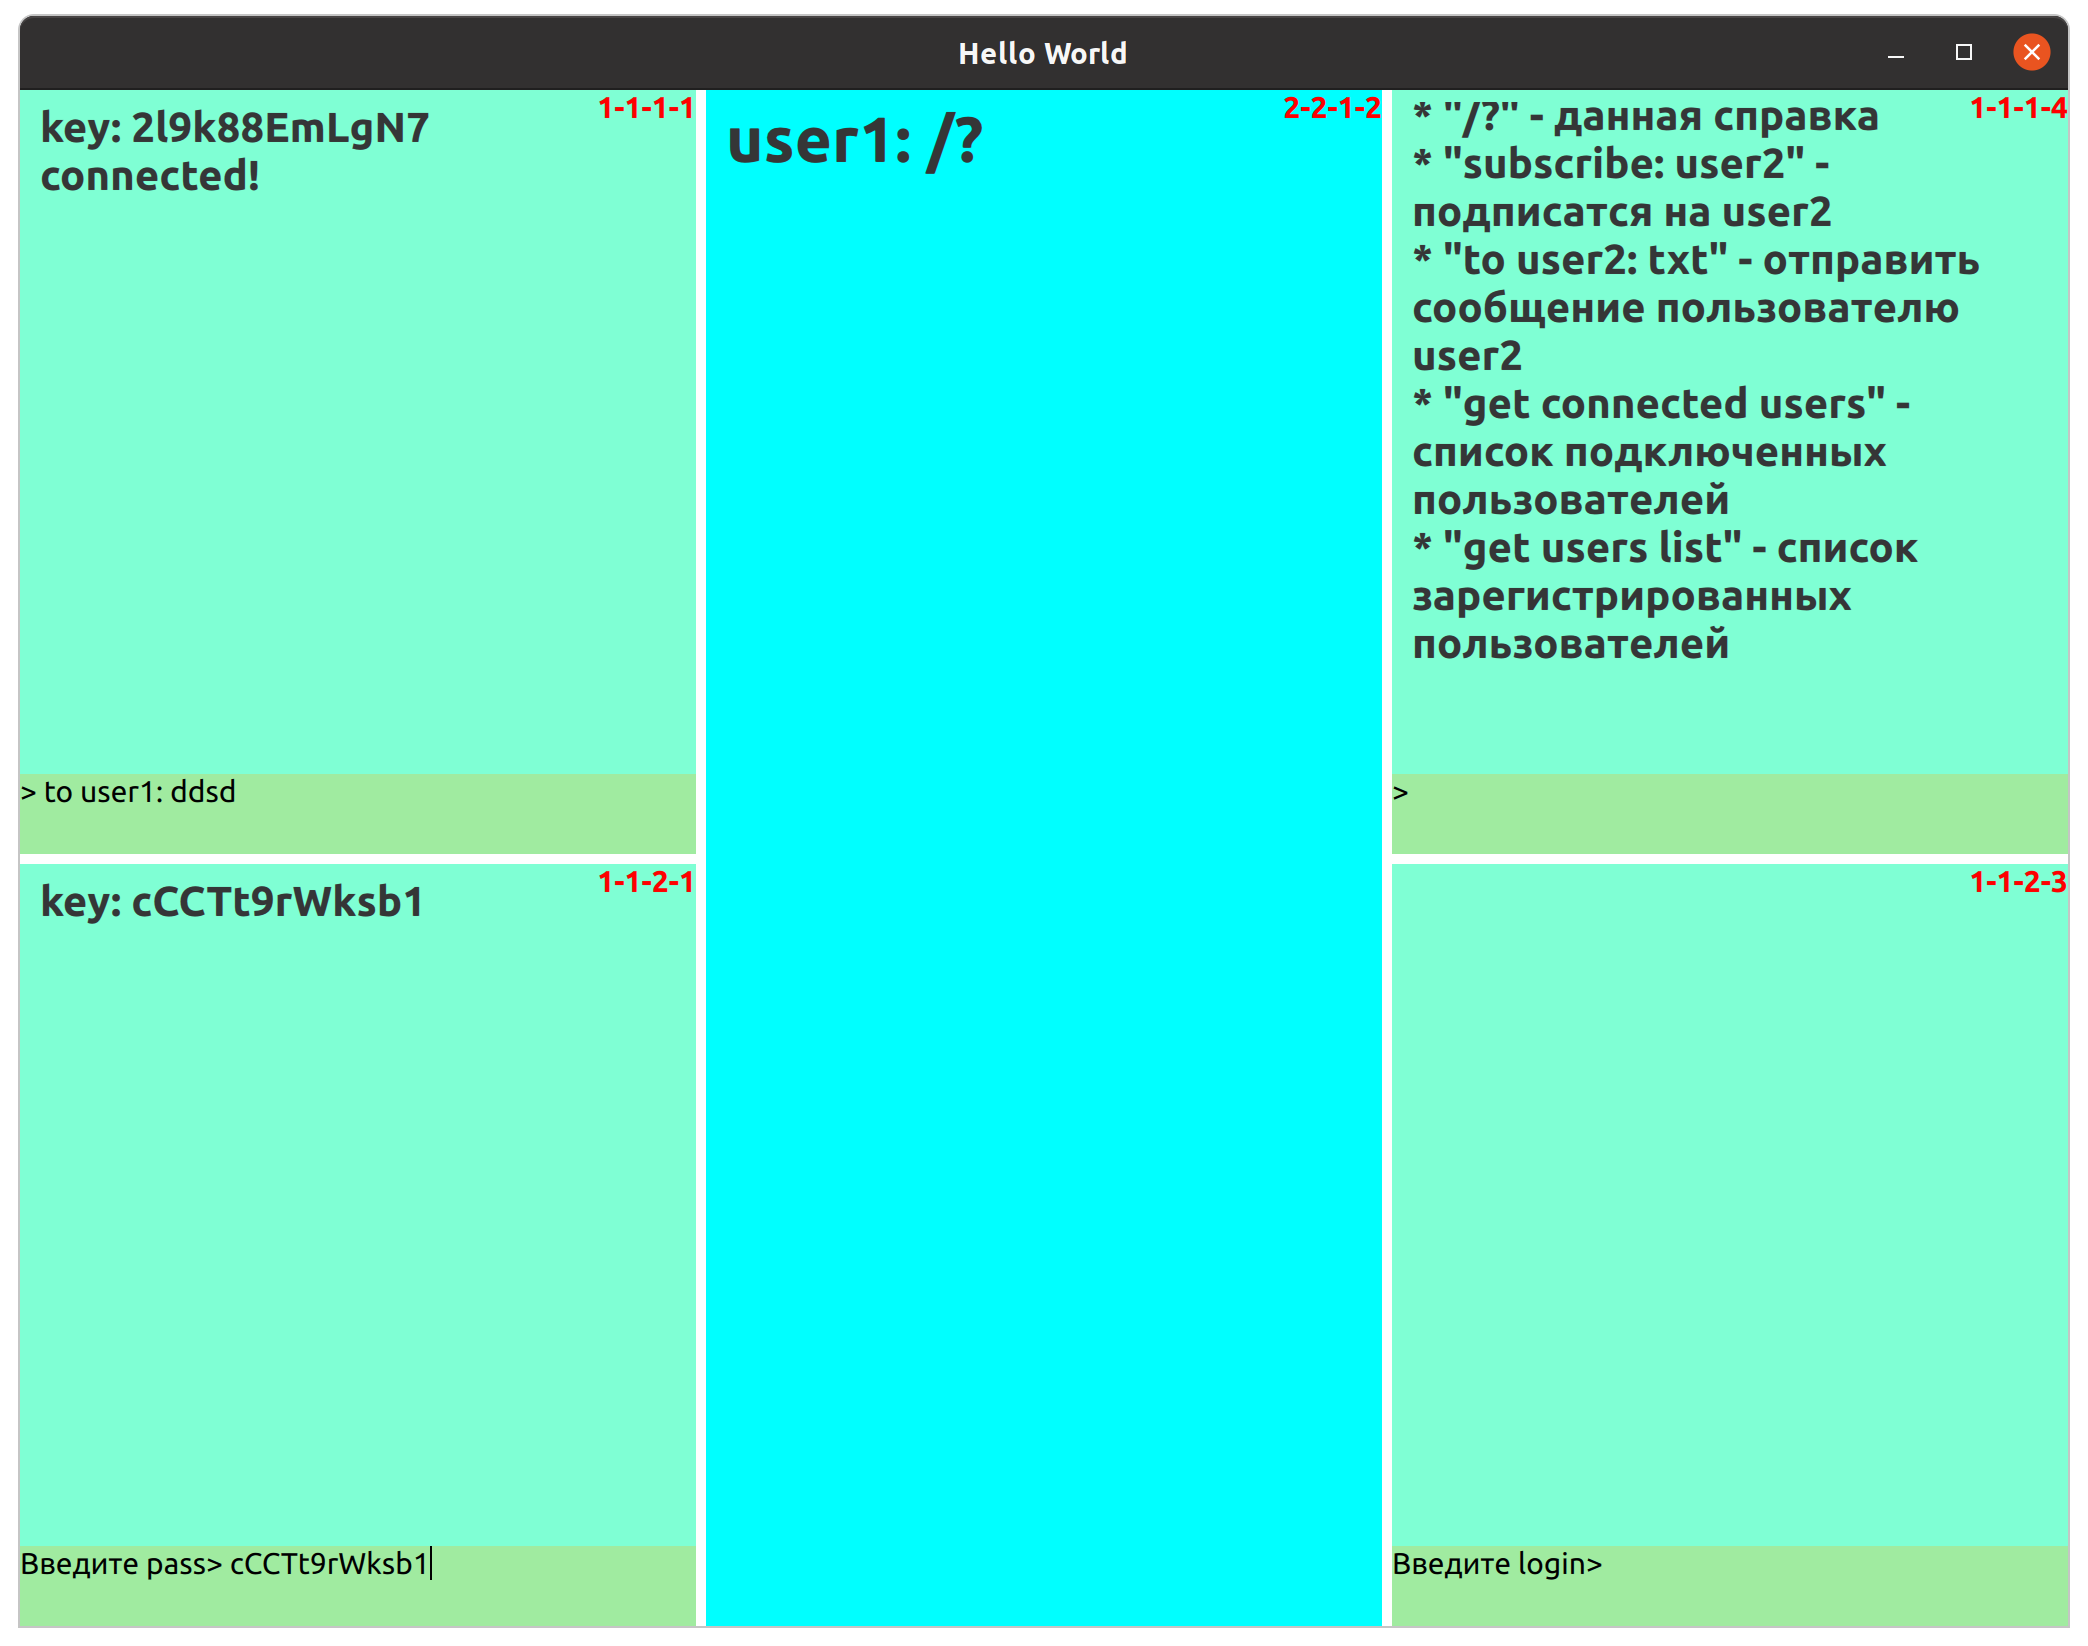 Hello World
key: 2l9k88EmLgN7
connected!
1-1-1-1
> to user1: ddsd
key: cCCTt9rWksb1
1-1-2-1
Введите pass> cCCTt9rWksb1
user1: /?
2-2-1-2
* "/?" - данная справка
1-1-1-4
* "subscribe: user2" -
подписатся на user2
* "to user2: txt" - отправить
сообщение пользователю
user2
* "get connected users" -
список подключенных
пользователей
* "get users list" - список
зарегистрированных
пользователей
>
1-1-2-3
Введите login>